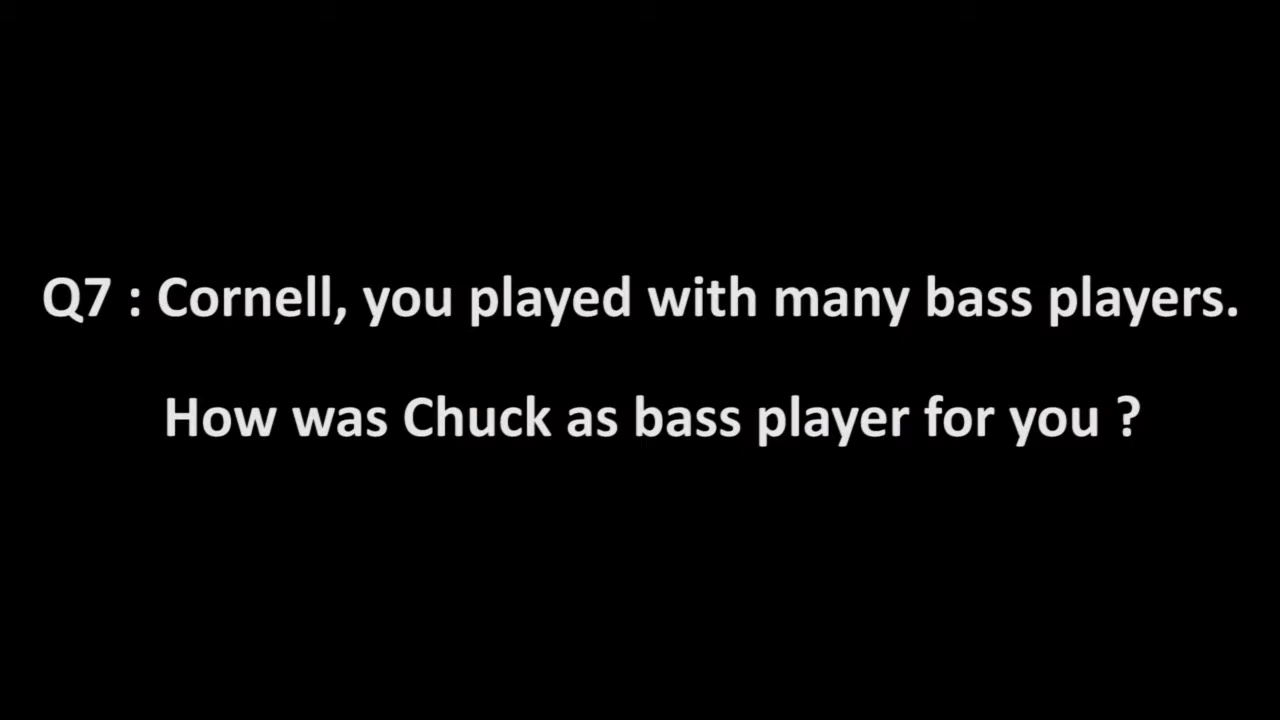 Q7 : Cornell, you played with many bass players.
How was Chuck as bass player for you ?